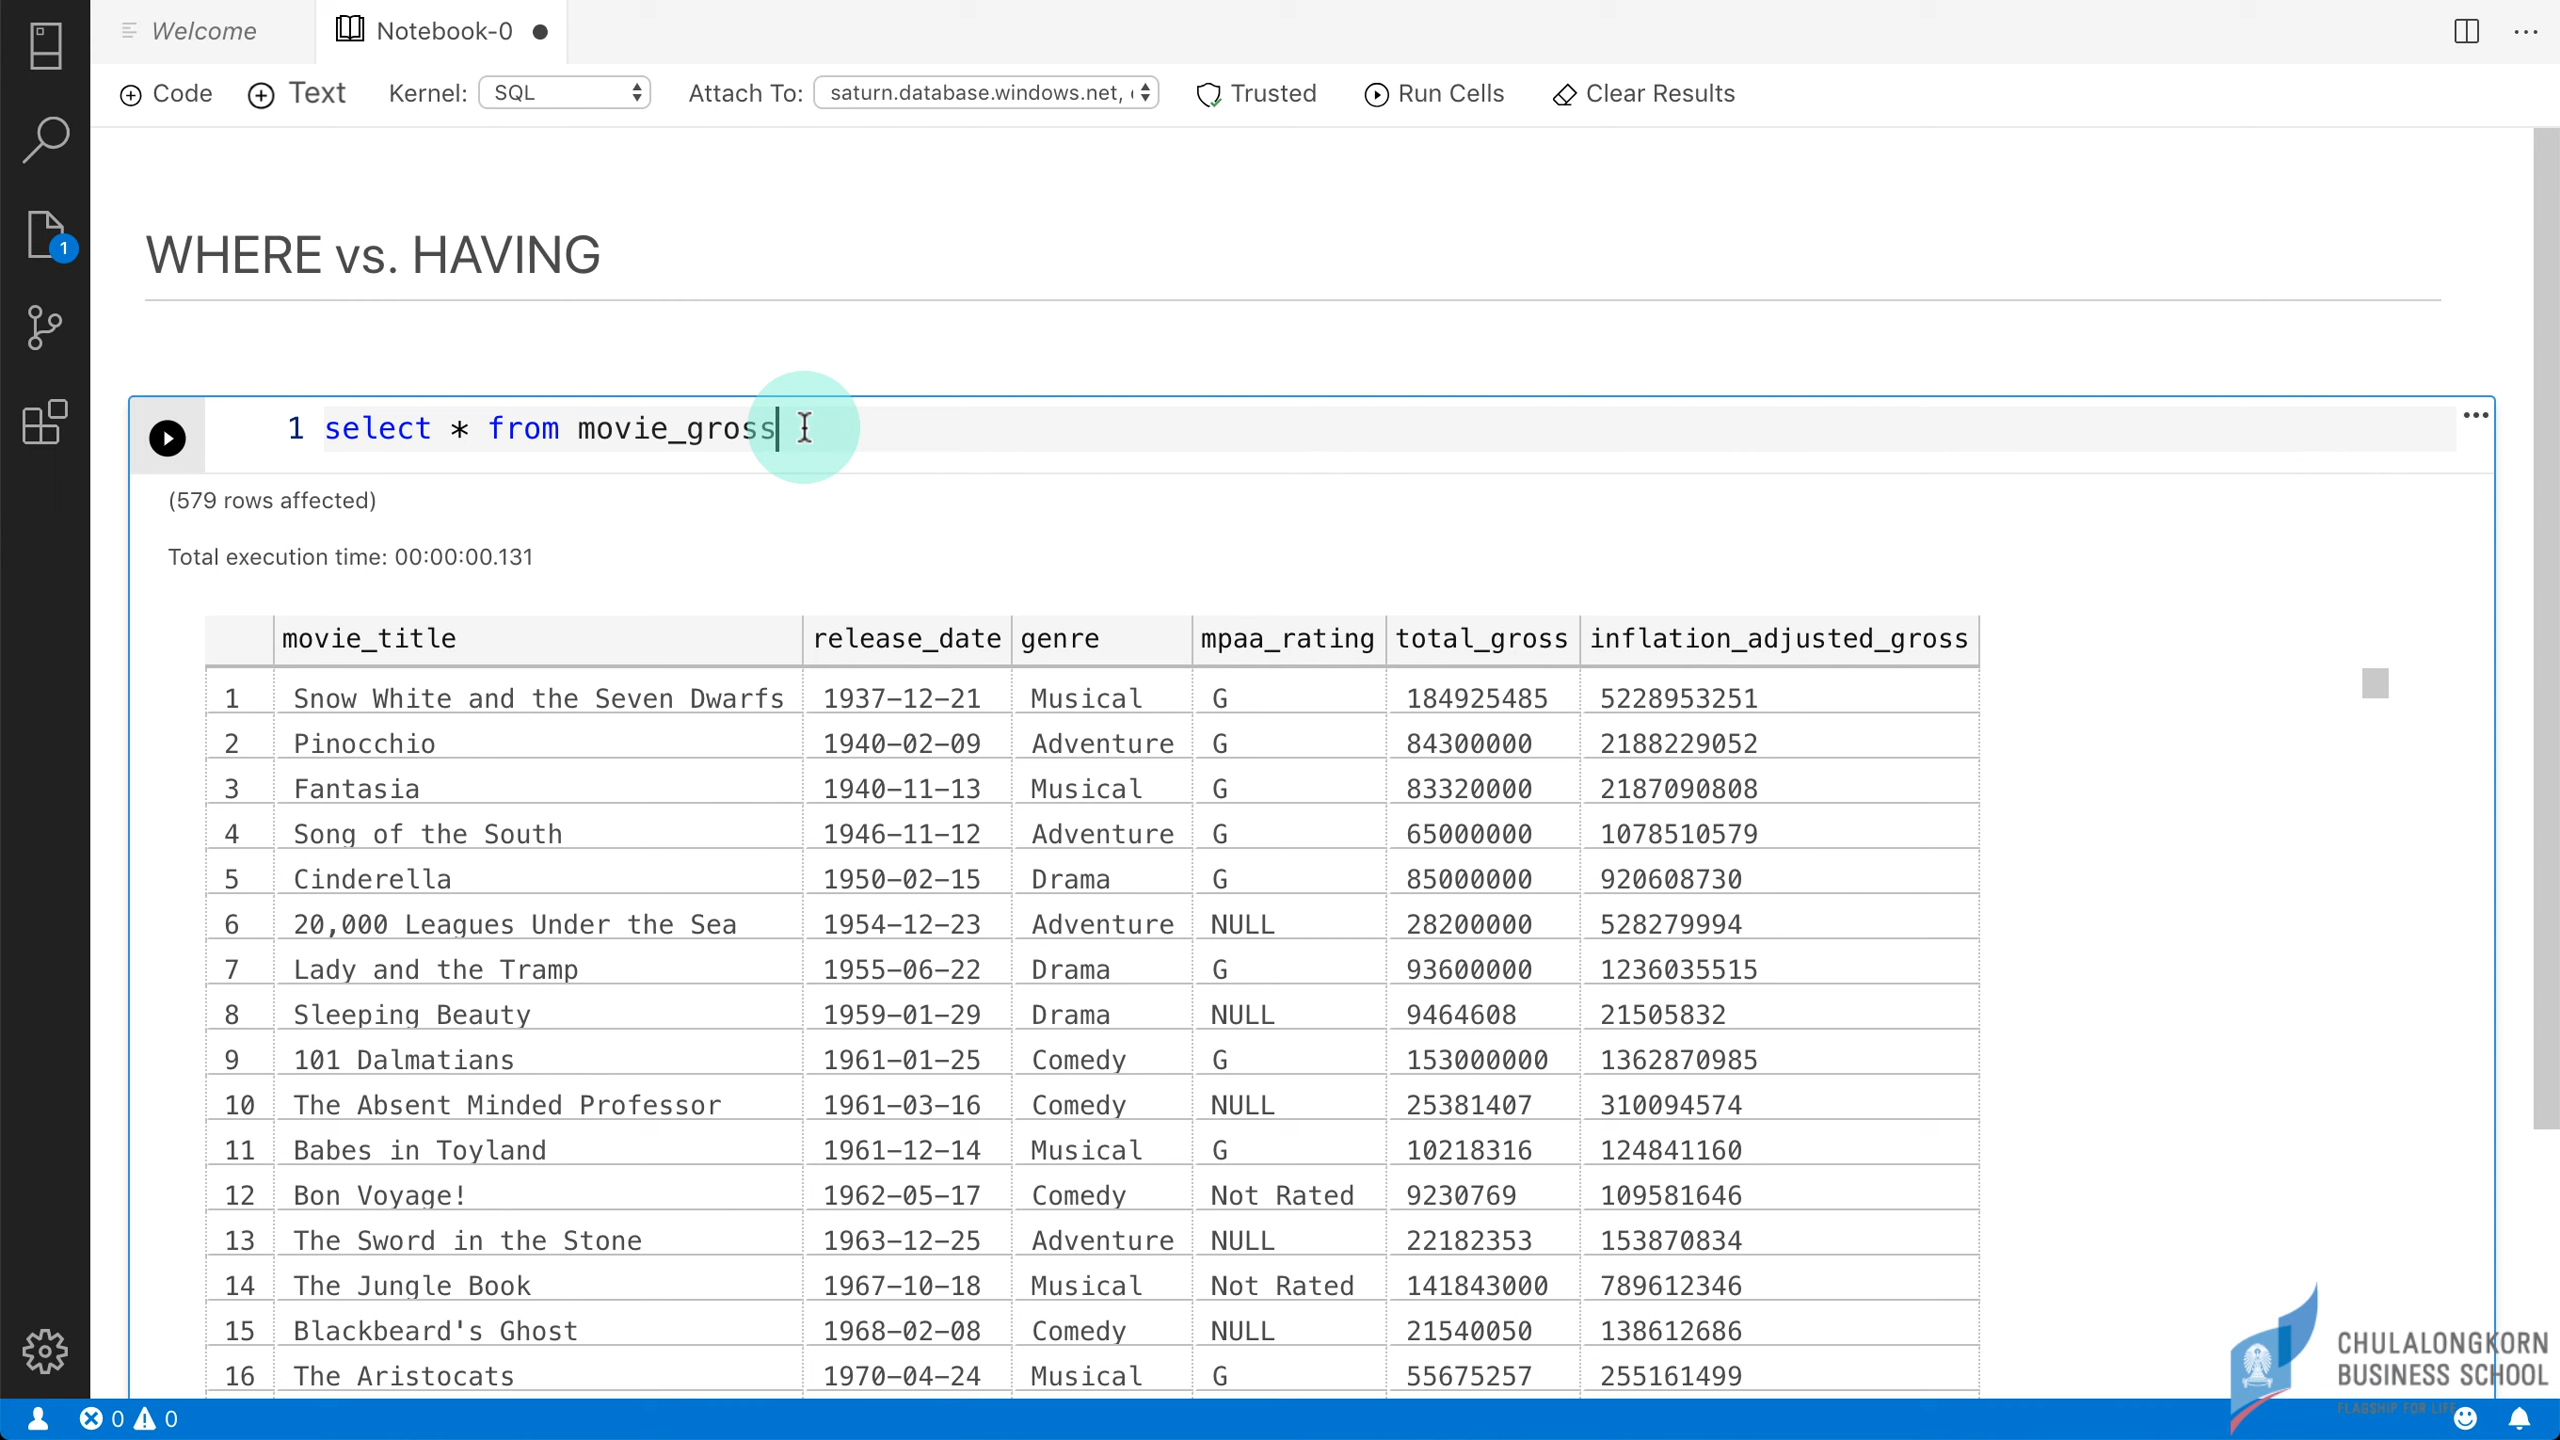 Welcome Notebook-0
Code Text Kernel: SQL Attach To: saturn.database.windows.net, Trusted Run Cells Clear Results
1
WHERE vs. HAVING
1 select * from movie_gross
(579 rows affected)
Total execution time: 00:00:00.131
movie_title release_date genre mpaa_rating total_gross inflation_adjusted_gross
1 Snow White and the Seven Dwarfs 1937-12-21 Musical G 184925485 5228953251
2 Pinocchio 1940-02-09 Adventure G 84300000 2188229052
3 Fantasia 1940-11-13 Musical G 83320000 2187090808
4 Song of the South 1946-11-12 Adventure G 65000000 1078510579
5 Cinderella 1950-02-15 Drama G 85000000 920608730
6 20,000 Leagues Under the Sea 1954-12-23 Adventure NULL 28200000 528279994
7 Lady and the Tramp 1955-06-22 Drama G 93600000 1236035515
8 Sleeping Beauty 1959-01-29 Drama NULL 9464608 21505832
9 101 Dalmatians 1961-01-25 Comedy G 153000000 1362870985
10 The Absent Minded Professor 1961-03-16 Comedy NULL 25381407 310094574
11 Babes in Toyland 1961-12-14 Musical G 10218316 124841160
12 Bon Voyage! 1962-05-17 Comedy Not Rated 9230769 109581646
13 The Sword in the Stone 1963-12-25 Adventure NULL 22182353 153870834
14 The Jungle Book 1967-10-18 Musical Not Rated 141843000 789612346
15 Blackbeard's Ghost 1968-02-08 Comedy NULL 21540050 138612686
16 The Aristocats 1970-04-24 Musical G 55675257 255161499
CHULALONGKORN
BUSINESS SCHOOL
FLAGSHIP FOR LIFE
0 0